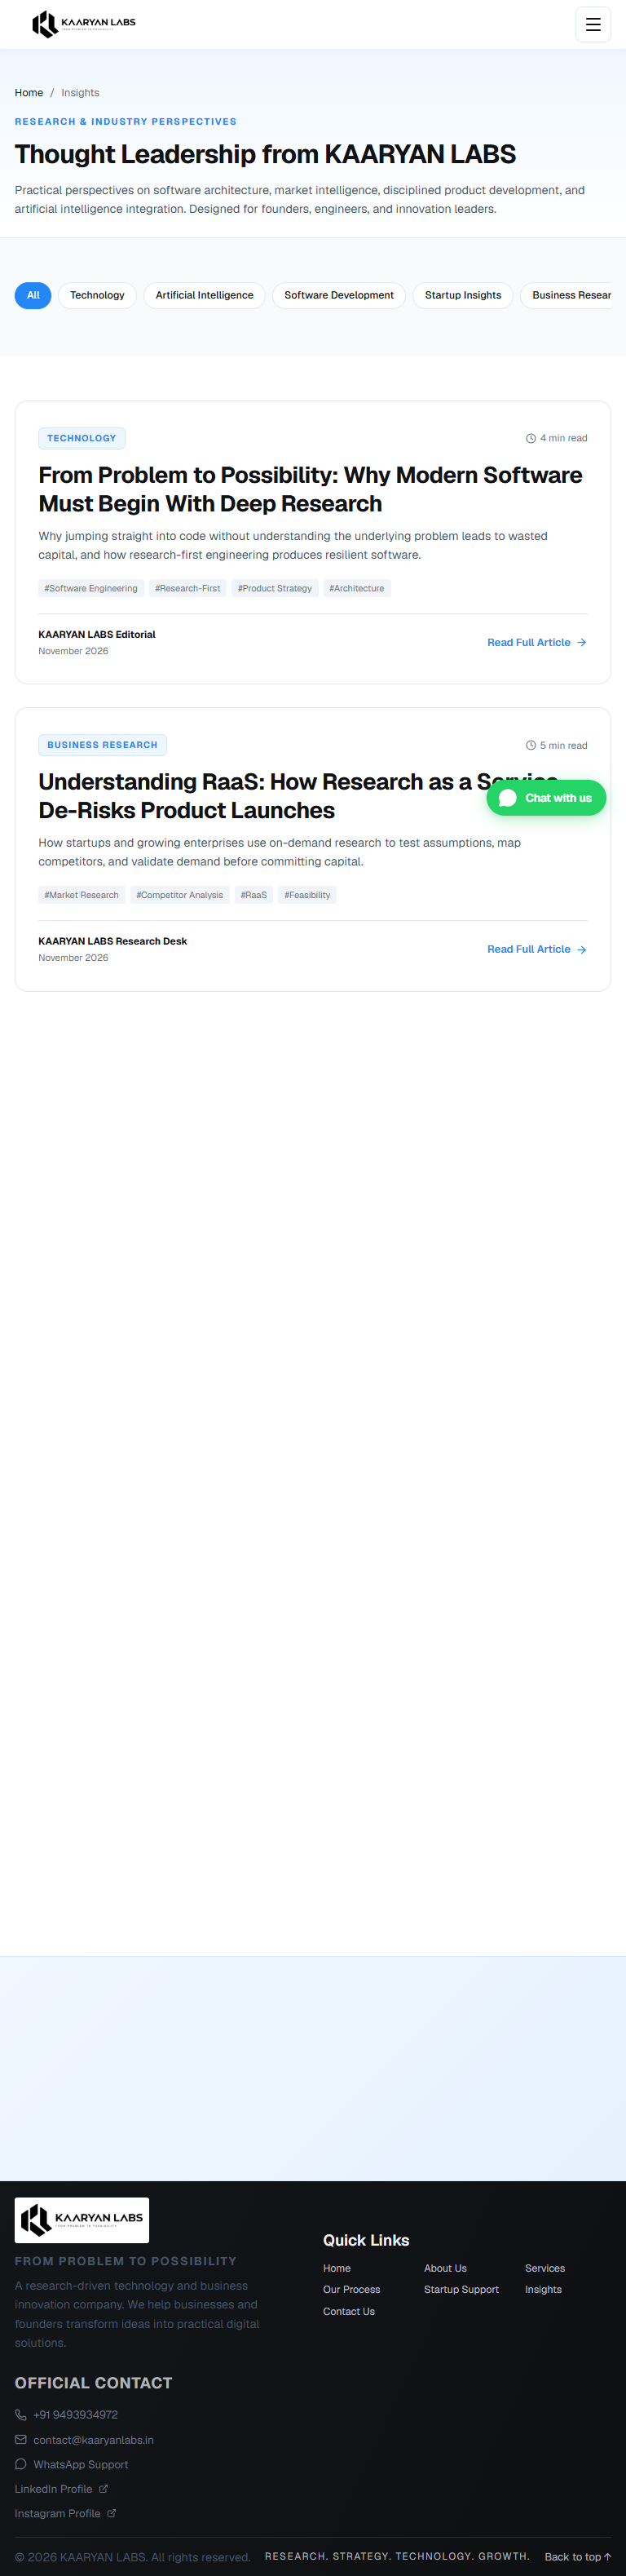 KAARYAN LABS
FROM PROBLEM TO POSSIBILITY
Home / Insights
RESEARCH & INDUSTRY PERSPECTIVES
Thought Leadership from KAARYAN LABS
Practical perspectives on software architecture, market intelligence, disciplined product development, and
artificial intelligence integration. Designed for founders, engineers, and innovation leaders.
All
Technology
Artificial Intelligence
Software Development
Startup Insights
Business Resear
TECHNOLOGY
4 min read
From Problem to Possibility: Why Modern Software
Must Begin With Deep Research
Why jumping straight into code without understanding the underlying problem leads to wasted
capital, and how research-first engineering produces resilient software.
#Software Engineering #Research-First #Product Strategy #Architecture
KAARYAN LABS Editorial
November 2026
Read Full Article →
BUSINESS RESEARCH
5 min read
Understanding RaaS: How Research as a Service
De-Risks Product Launches
Chat with us
How startups and growing enterprises use on-demand research to test assumptions, map
competitors, and validate demand before committing capital.
#Market Research #Competitor Analysis #RaaS #Feasibility
KAARYAN LABS Research Desk
November 2026
Read Full Article →
KAARYAN LABS
FROM PROBLEM TO POSSIBILITY
FROM PROBLEM TO POSSIBILITY
A research-driven technology and business
innovation company. We help businesses and
founders transform ideas into practical digital
solutions.
Quick Links
Home
About Us
Services
Our Process
Startup Support
Insights
Contact Us
OFFICIAL CONTACT
+91 9493934972
contact@kaaryanlabs.in
WhatsApp Support
LinkedIn Profile
Instagram Profile
© 2026 KAARYAN LABS. All rights reserved.
RESEARCH. STRATEGY. TECHNOLOGY. GROWTH.
Back to top ↑